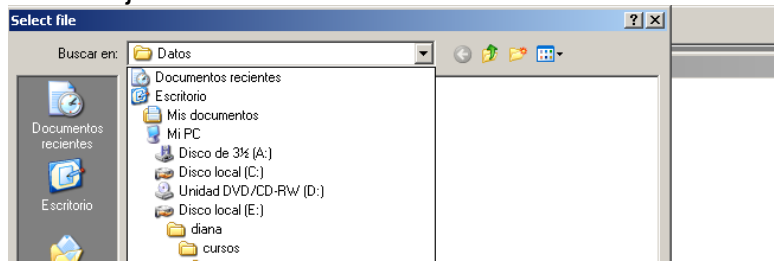 Select file
Buscar en:
Datos
Documentos recientes
Escritorio
Mis documentos
Mi PC
Disco de 3½ (A:)
Disco local (C:)
Unidad DVD/CD-RW (D:)
Disco local (E:)
diana
cursos
Documentos
recientes
Escritorio